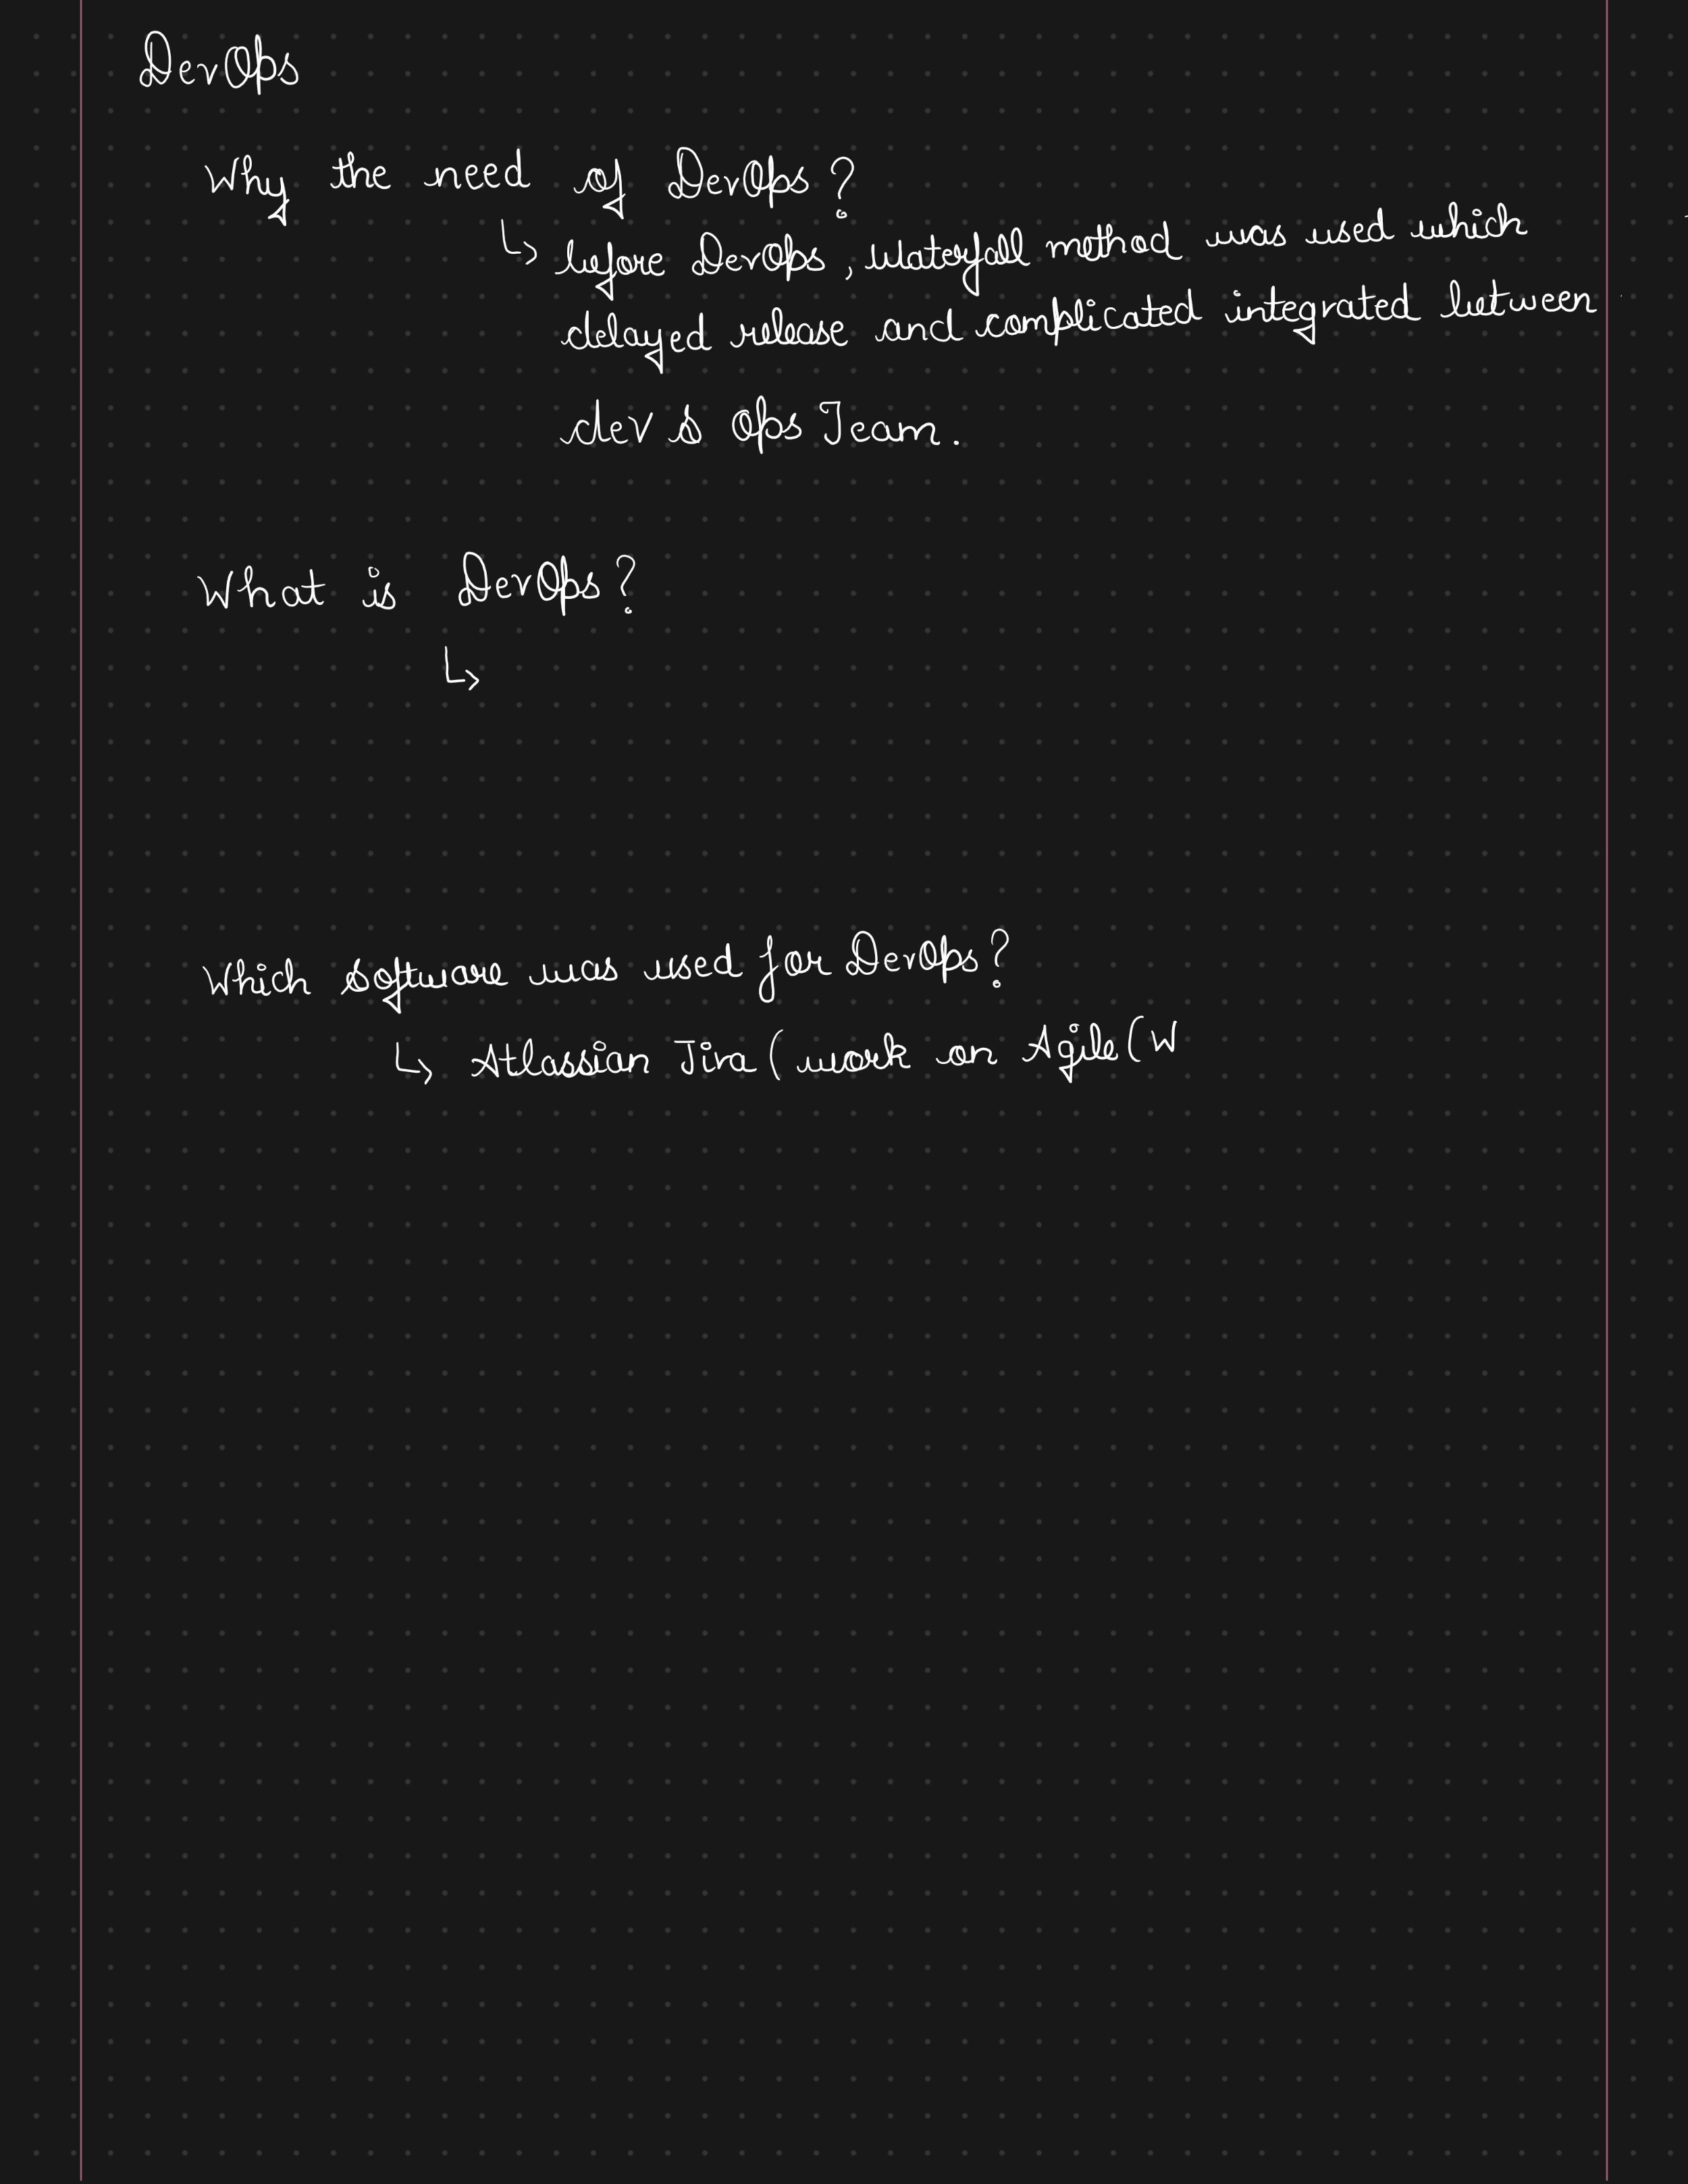 DevOps
Why the need of DevOps?
↳ before DevOps, Waterfall method was used which
delayed release and complicated integrated between
dev & Ops Team.
What is DevOps?
↳
Which software was used for DevOps?
↳ Atlassian Jira (work on Agile (W